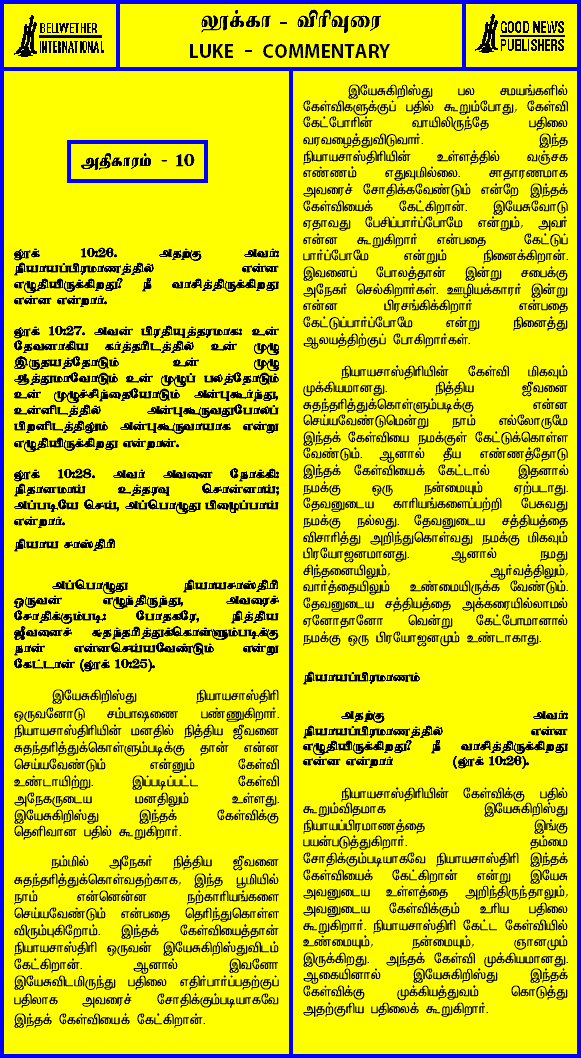 BELWETHER
INTERNATIONAL
லூக்கா - விரிவுரை
LUKE - COMMENTARY
GOOD NEWS
PUBLISHERS
அதிகாரம் - 10
லூக் 10:26. அதற்கு அவர்:
நியாயப்பிரமாணத்தில் என்ன
எழுதியிருக்கிறது? நீ வாசித்திருக்கிறது
என்ன என்றார்.
லூக் 10:27. அவன் பிரதியுத்தரமாக: உன்
தேவனாகிய கர்த்தரிடத்தில் உன் முழு
இருதயத்தோடும் உன் முழு
ஆத்துமாவோடும் உன் முழுப் பலத்தோடும்
உன் முழுச்சிந்தையோடும் அன்புகூர்ந்து,
உன்னிடத்தில் அன்புகூருவதுபோலப்
பிறனிடத்திலும் அன்புகூருவாயாக என்று
எழுதியிருக்கிறது என்றான்.
லூக் 10:28. அவர் அவனை நோக்கி:
நிதானமாய் உத்தரவு சொன்னாய்;
அப்படியே செய், அப்பொழுது பிழைப்பாய்
என்றார்.
நியாய சாஸ்திரி
அப்பொழுது நியாயசாஸ்திரி
ஒருவன் எழுந்திருந்து, அவரைச்
சோதிக்கும்படி: போதகரே, நித்திய
ஜீவனைச் சுதந்தரித்துக்கொள்ளும்படிக்கு
நான் என்னசெய்யவேண்டும் என்று
கேட்டான் (லூக் 10:25).
இயேசுகிறிஸ்து நியாயசாஸ்திரி
ஒருவனோடு சம்பாஷணை பண்ணுகிறார்.
நியாயசாஸ்திரியின் மனதில் நித்திய ஜீவனை
சுதந்தரித்துக்கொள்ளும்படிக்கு தான் என்ன
செய்யவேண்டும் என்னும் கேள்வி
உண்டாயிற்று. இப்படிப்பட்ட கேள்வி
அநேகருடைய மனதிலும் உள்ளது.
இயேசுகிறிஸ்து இந்தக் கேள்விக்கு
தெளிவான பதில் கூறுகிறார்.
நம்மில் அநேகர் நித்திய ஜீவனை
சுதந்தரித்துக்கொள்வதற்காக, இந்த பூமியில்
நாம் என்னென்ன நற்காரியங்களை
செய்யவேண்டும் என்பதை தெரிந்துகொள்ள
விரும்புகிறோம். இந்தக் கேள்வியைத்தான்
நியாயசாஸ்திரி ஒருவன் இயேசுகிறிஸ்துவிடம்
கேட்கிறான். ஆனால் இவனோ
இயேசுவிடமிருந்து பதிலை எதிர்பார்ப்பதற்குப்
பதிலாக அவரைச் சோதிக்கும்படியாகவே
இந்தக் கேள்வியைக் கேட்கிறான்.
இயேசுகிறிஸ்து பல சமயங்களில்
கேள்விகளுக்குப் பதில் கூறும்போது, கேள்வி
கேட்போரின் வாயிலிருந்தே பதிலை
வரவழைத்துவிடுவார். இந்த
நியாயசாஸ்திரியின் உள்ளத்தில் வஞ்சக
எண்ணம் எதுவுமில்லை. சாதாரணமாக
அவரைச் சோதிக்கவேண்டும் என்றே இந்தக்
கேள்வியைக் கேட்கிறான். இயேசுவோடு
ஏதாவது பேசிப்பார்ப்போமே என்றும், அவர்
என்ன கூறுகிறார் என்பதை கேட்டுப்
பார்ப்போமே என்றும் நினைக்கிறான்.
இவனைப் போலத்தான் இன்று சபைக்கு
அநேகர் செல்கிறார்கள். ஊழியக்காரர் இன்று
என்ன பிரசங்கிக்கிறார் என்பதை
கேட்டுப்பார்ப்போமே என்று நினைத்து
ஆலயத்திற்குப் போகிறார்கள்.
நியாயசாஸ்திரியின் கேள்வி மிகவும்
முக்கியமானது. நித்திய ஜீவனை
சுதந்தரித்துக்கொள்ளும்படிக்கு என்ன
செய்யவேண்டுமென்று நாம் எல்லோருமே
இந்தக் கேள்வியை நமக்குள் கேட்டுக்கொள்ள
வேண்டும். ஆனால் தீய எண்ணத்தோடு
இந்தக் கேள்வியைக் கேட்டால் இதனால்
நமக்கு ஒரு நன்மையும் ஏற்படாது.
தேவனுடைய காரியங்களைப்பற்றி பேசுவது
நமக்கு நல்லது. தேவனுடைய சத்தியத்தை
விசாரித்து அறிந்துகொள்வது நமக்கு மிகவும்
பிரயோஜனமானது. ஆனால் நமது
சிந்தனையிலும், ஆர்வத்திலும்,
வார்த்தையிலும் உண்மையிருக்க வேண்டும்.
தேவனுடைய சத்தியத்தை அக்கரையில்லாமல்
ஏனோதானோ வென்று கேட்போமானால்
நமக்கு ஒரு பிரயோஜனமும் உண்டாகாது.
நியாயப்பிரமாணம்
அதற்கு அவர்:
நியாயப்பிரமாணத்தில் என்ன
எழுதியிருக்கிறது? நீ வாசித்திருக்கிறது
என்ன என்றார் (லூக் 10:26).
நியாயசாஸ்திரியின் கேள்விக்கு பதில்
கூறும்விதமாக இயேசுகிறிஸ்து
நியாயப்பிரமாணத்தை இங்கு
பயன்படுத்துகிறார். தம்மை
சோதிக்கும்படியாகவே நியாயசாஸ்திரி இந்தக்
கேள்வியைக் கேட்கிறான் என்று இயேசு
அவனுடைய உள்ளத்தை அறிந்திருந்தாலும்,
அவனுடைய கேள்விக்கும் உரிய பதிலை
கூறுகிறார். நியாயசாஸ்திரி கேட்ட கேள்வியில்
உண்மையும், நன்மையும், ஞானமும்
இருக்கிறது. அந்தக் கேள்வி முக்கியமானது.
ஆகையினால் இயேசுகிறிஸ்து இந்தக்
கேள்விக்கு முக்கியத்துவம் கொடுத்து
அதற்குரிய பதிலைக் கூறுகிறார்.